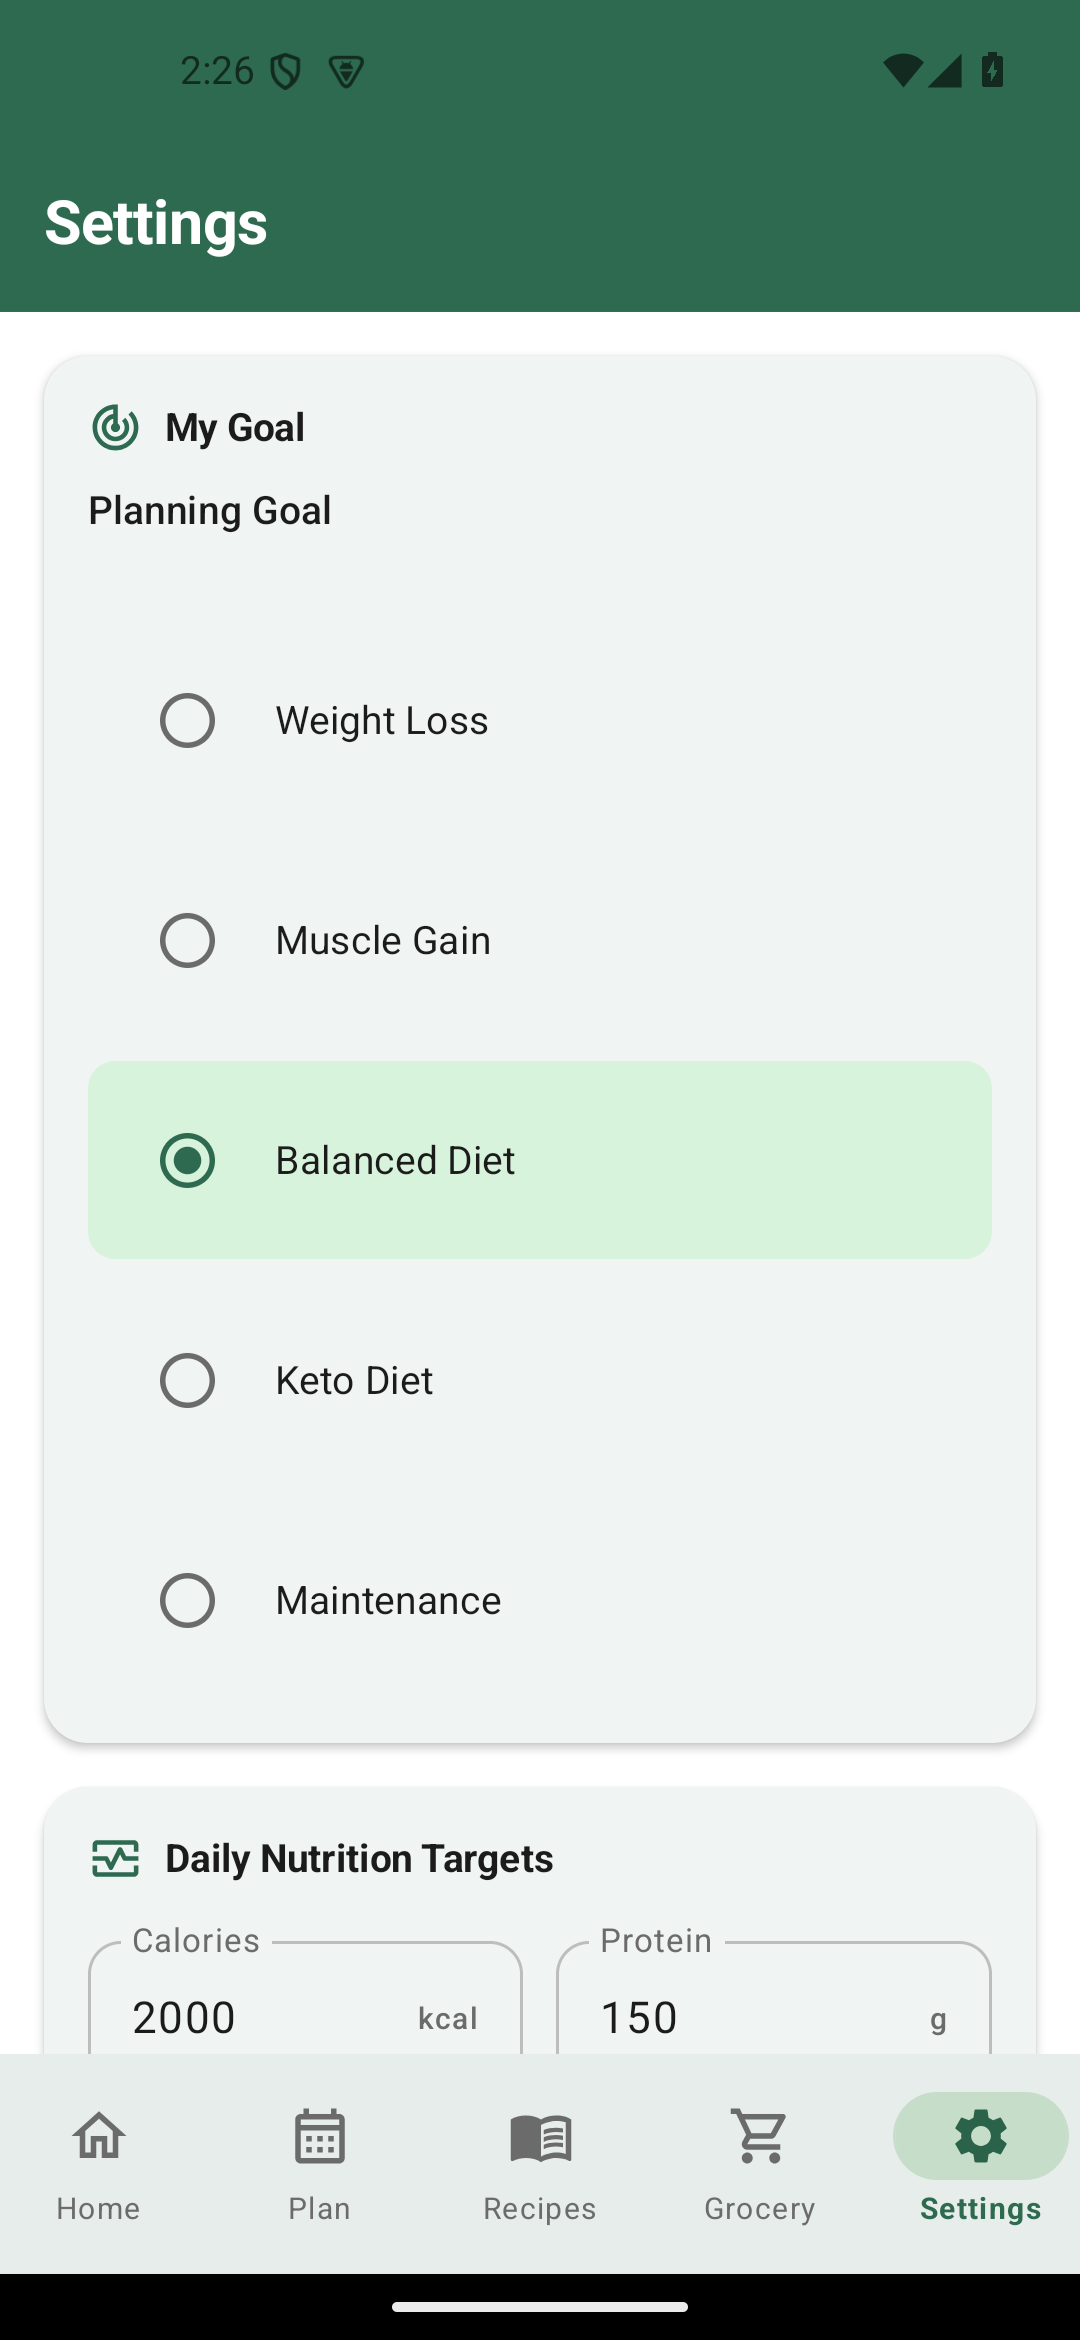 2:26
Settings
My Goal
Planning Goal
Weight Loss
Muscle Gain
Balanced Diet
Keto Diet
Maintenance
Daily Nutrition Targets
Calories Protein
2000 kcal 150 g
Home Plan Recipes Grocery Settings